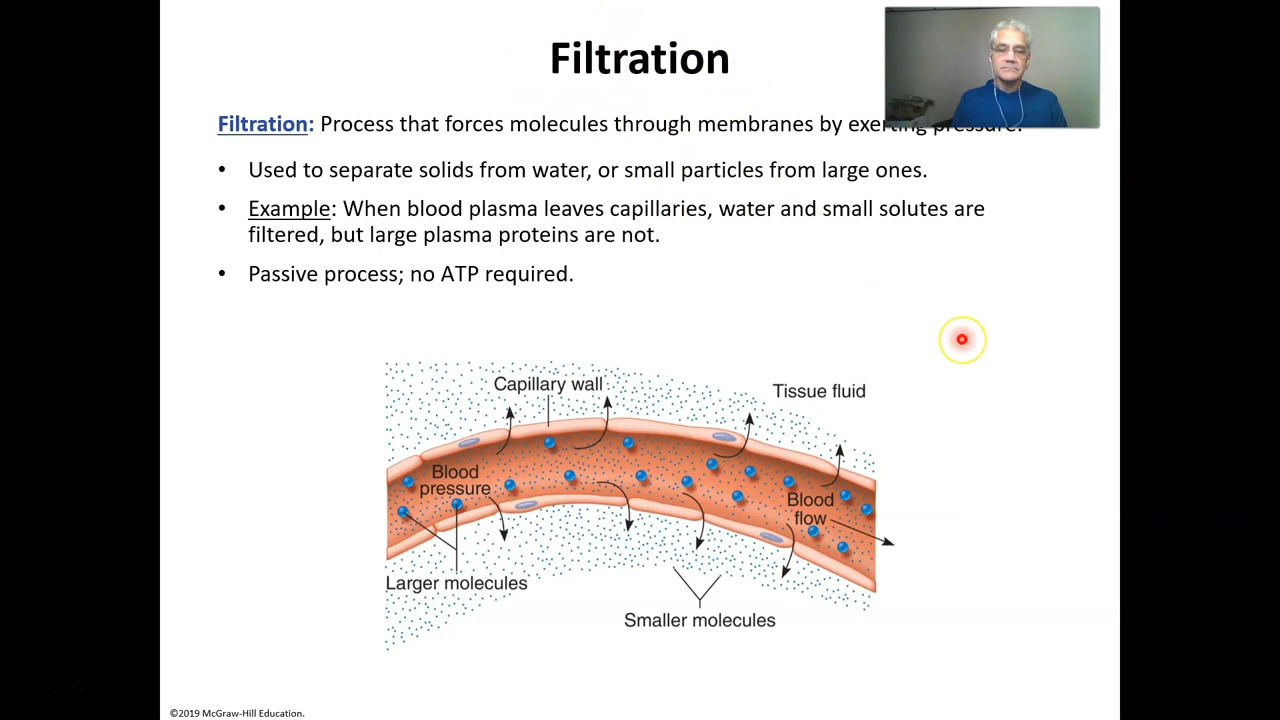 Filtration
Filtration: Process that forces molecules through membranes by exerting pressure.
• Used to separate solids from water, or small particles from large ones.
• Example: When blood plasma leaves capillaries, water and small solutes are
filtered, but large plasma proteins are not.
• Passive process; no ATP required.
Capillary wall
Tissue fluid
Blood
pressure
Blood
flow
Larger molecules
Smaller molecules
©2019 McGraw-Hill Education.